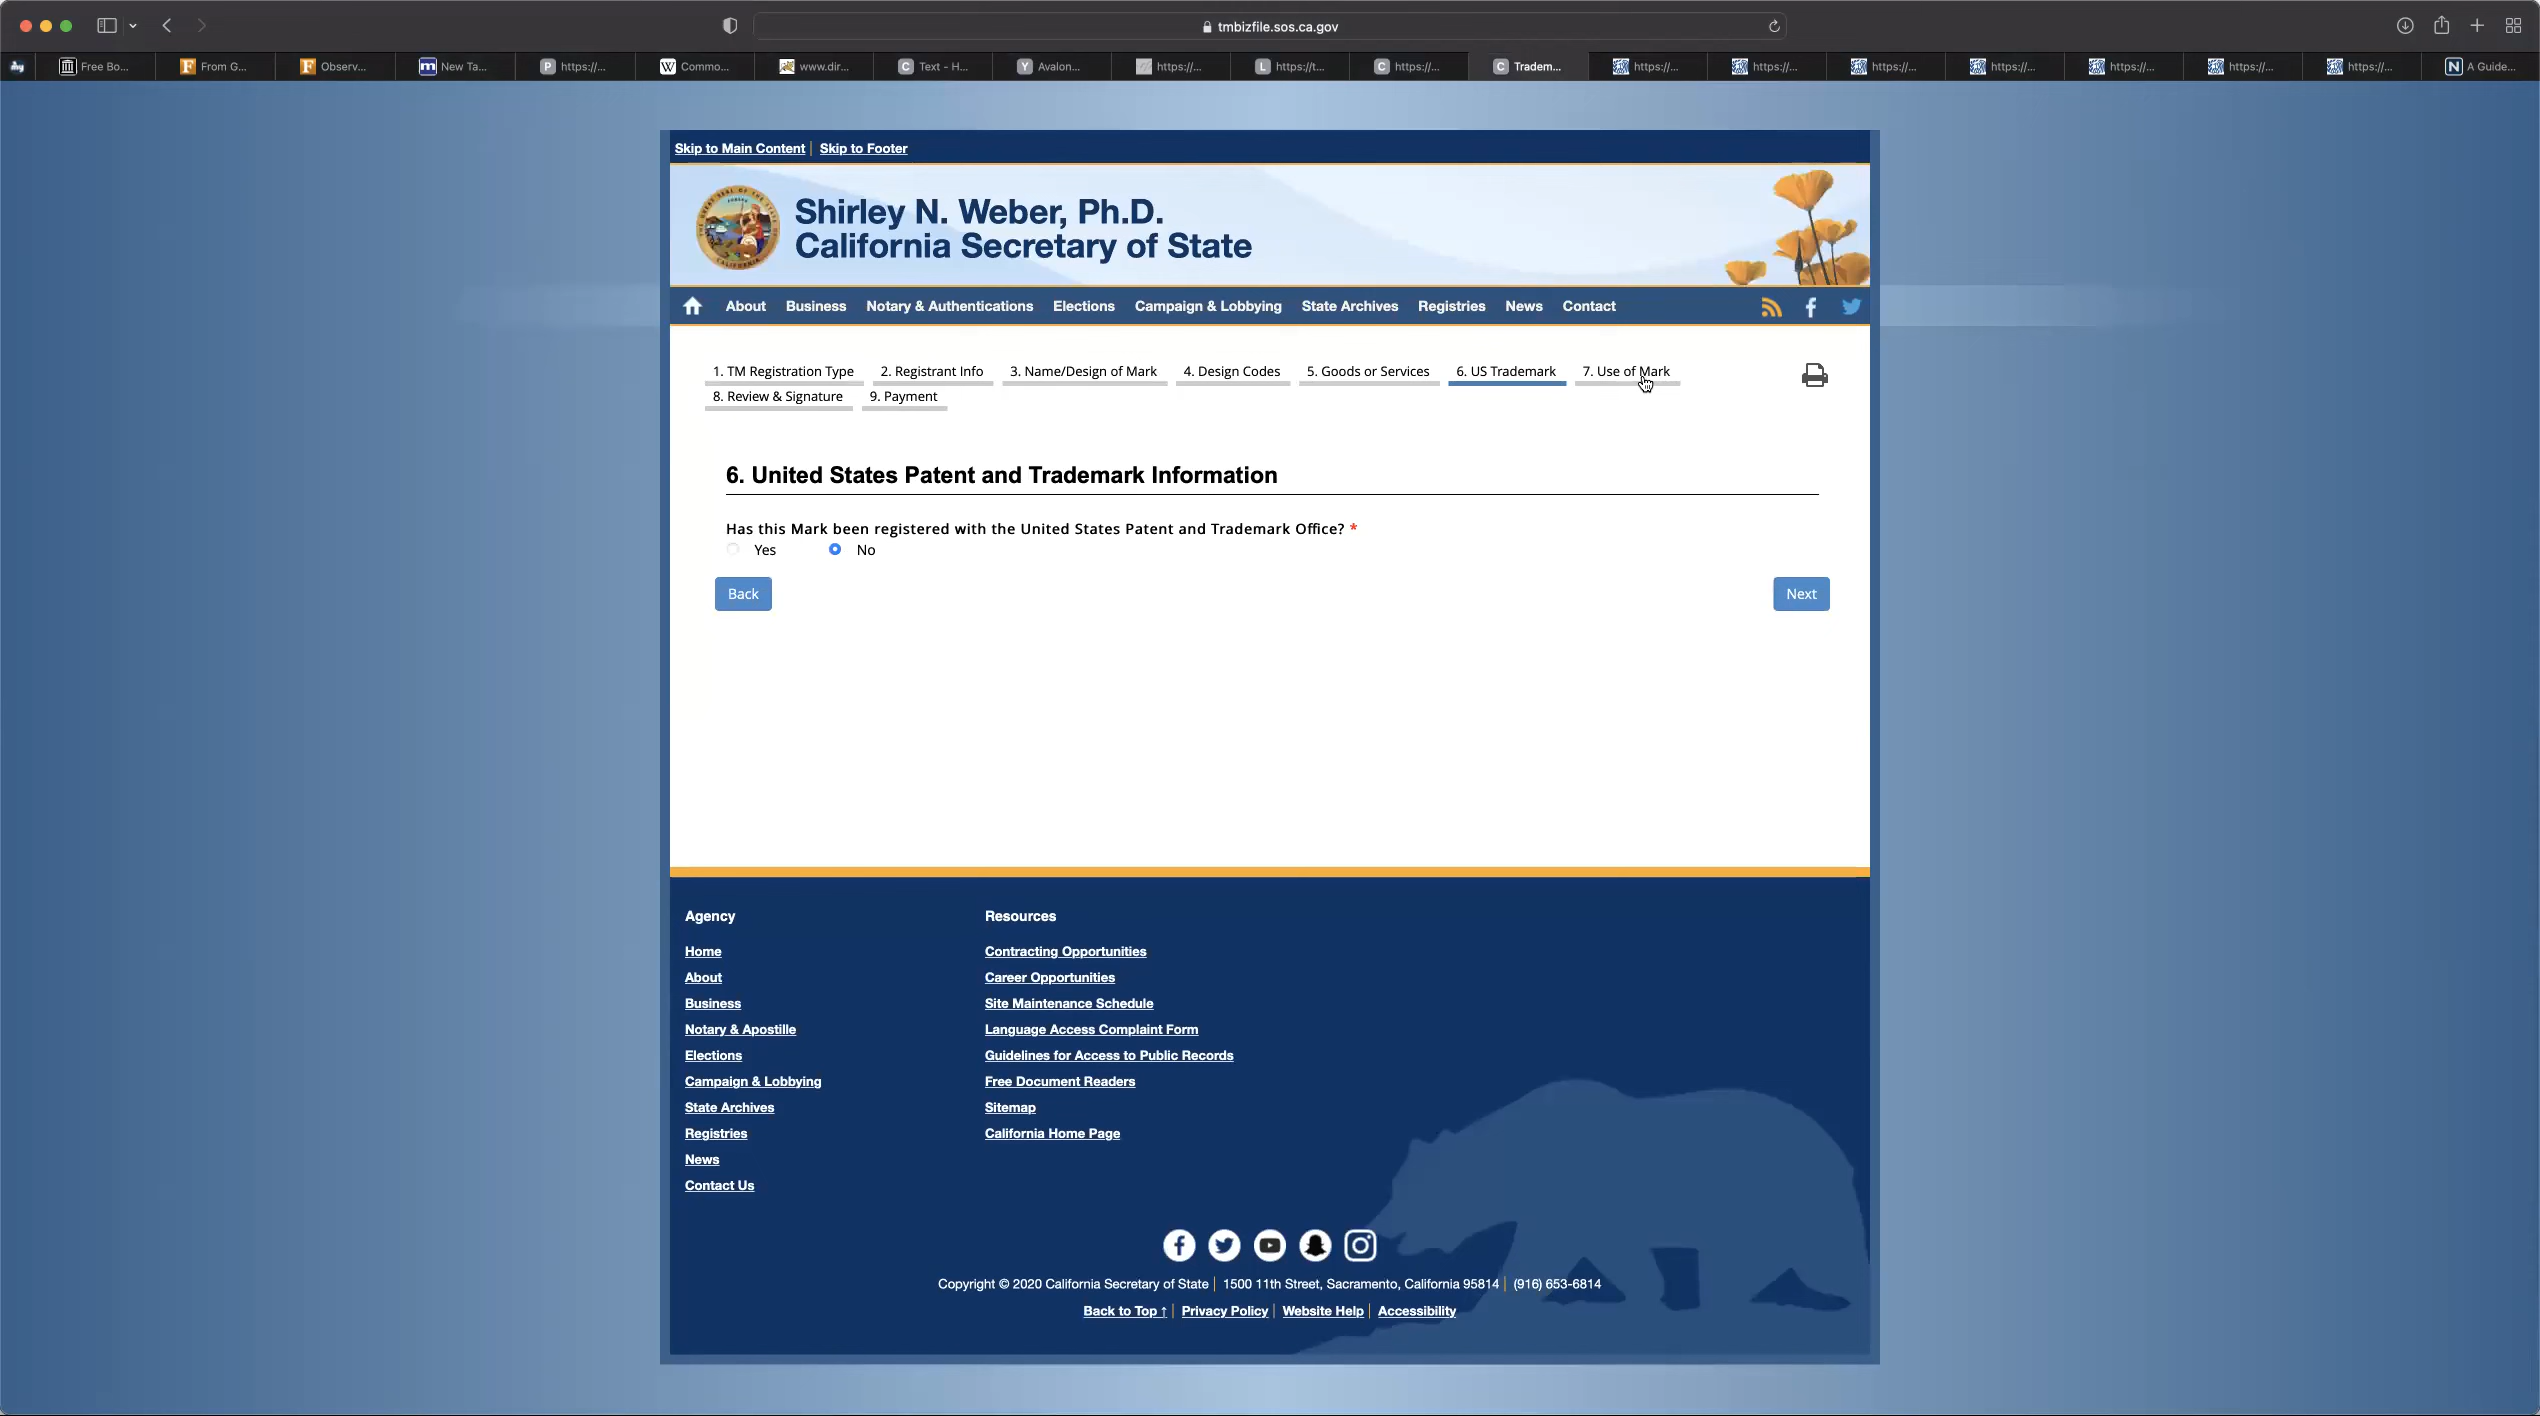 tmbizfile.sos.ca.gov
Free Bo...
From G...
Observ...
New Ta...
https://...
Commo...
www.dir...
Text - H...
Avalon...
https://...
https://t...
https://...
Tradem...
https://...
https://...
https://...
https://...
https://...
https://...
https://...
A Guide...
Skip to Main Content
Skip to Footer
Shirley N. Weber, Ph.D.
California Secretary of State
About Business Notary & Authentications Elections Campaign & Lobbying State Archives Registries News Contact
1. TM Registration Type 2. Registrant Info 3. Name/Design of Mark 4. Design Codes 5. Goods or Services 6. US Trademark 7. Use of Mark
8. Review & Signature 9. Payment
6. United States Patent and Trademark Information
Has this Mark been registered with the United States Patent and Trademark Office? *
Yes No
Back
Next
Agency
Home
About
Business
Notary & Apostille
Elections
Campaign & Lobbying
State Archives
Registries
News
Contact Us
Resources
Contracting Opportunities
Career Opportunities
Site Maintenance Schedule
Language Access Complaint Form
Guidelines for Access to Public Records
Free Document Readers
Sitemap
California Home Page
Copyright © 2020 California Secretary of State | 1500 11th Street, Sacramento, California 95814 | (916) 653-6814
Back to Top ↑ | Privacy Policy | Website Help | Accessibility